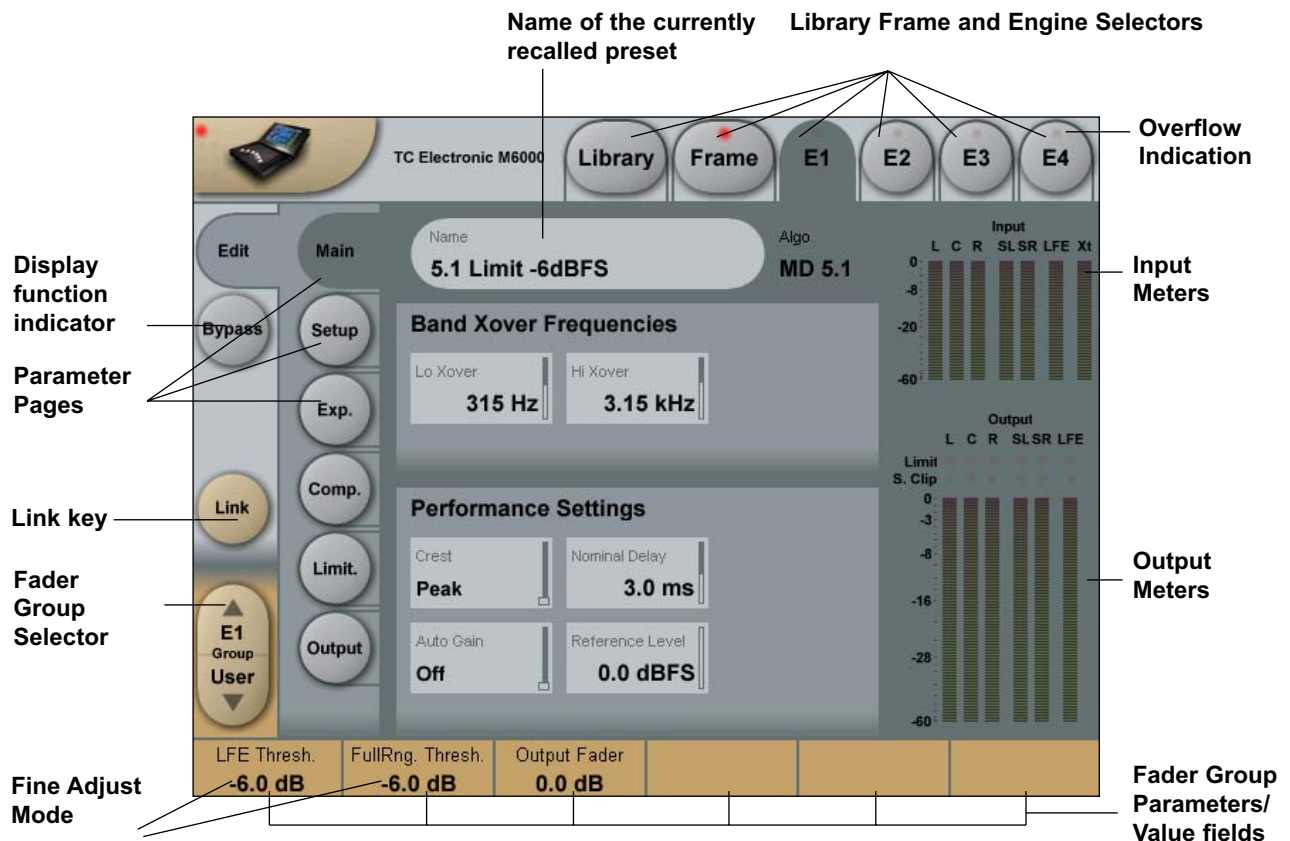 Name of the currently
recalled preset
Library Frame and Engine Selectors
Overflow
Indication
TC Electronic M6000
Library
Frame
E1
E2
E3
E4
Display
function
indicator
Edit
Main
Name
5.1 Limit -6dBFS
Algo
MD 5.1
Input
L C R SL SR LFE Xt
0
-8
-20
-60
Input
Meters
Bypass
Setup
Band Xover Frequencies
Lo Xover
315 Hz
Hi Xover
3.15 kHz
Parameter
Pages
Exp.
Output
L C R SL SR LFE
Limit
S. Clip
0
-3
-8
-16
-28
-60
Output
Meters
Link key
Link
Comp.
Performance Settings
Crest
Peak
Nominal Delay
3.0 ms
Limit.
Fader
Group
Selector
E1
Group
User
Output
Auto Gain
Off
Reference Level
0.0 dBFS
LFE Thresh.
-6.0 dB
FullRng. Thresh.
-6.0 dB
Output Fader
0.0 dB
Fine Adjust
Mode
Fader Group
Parameters/
Value fields